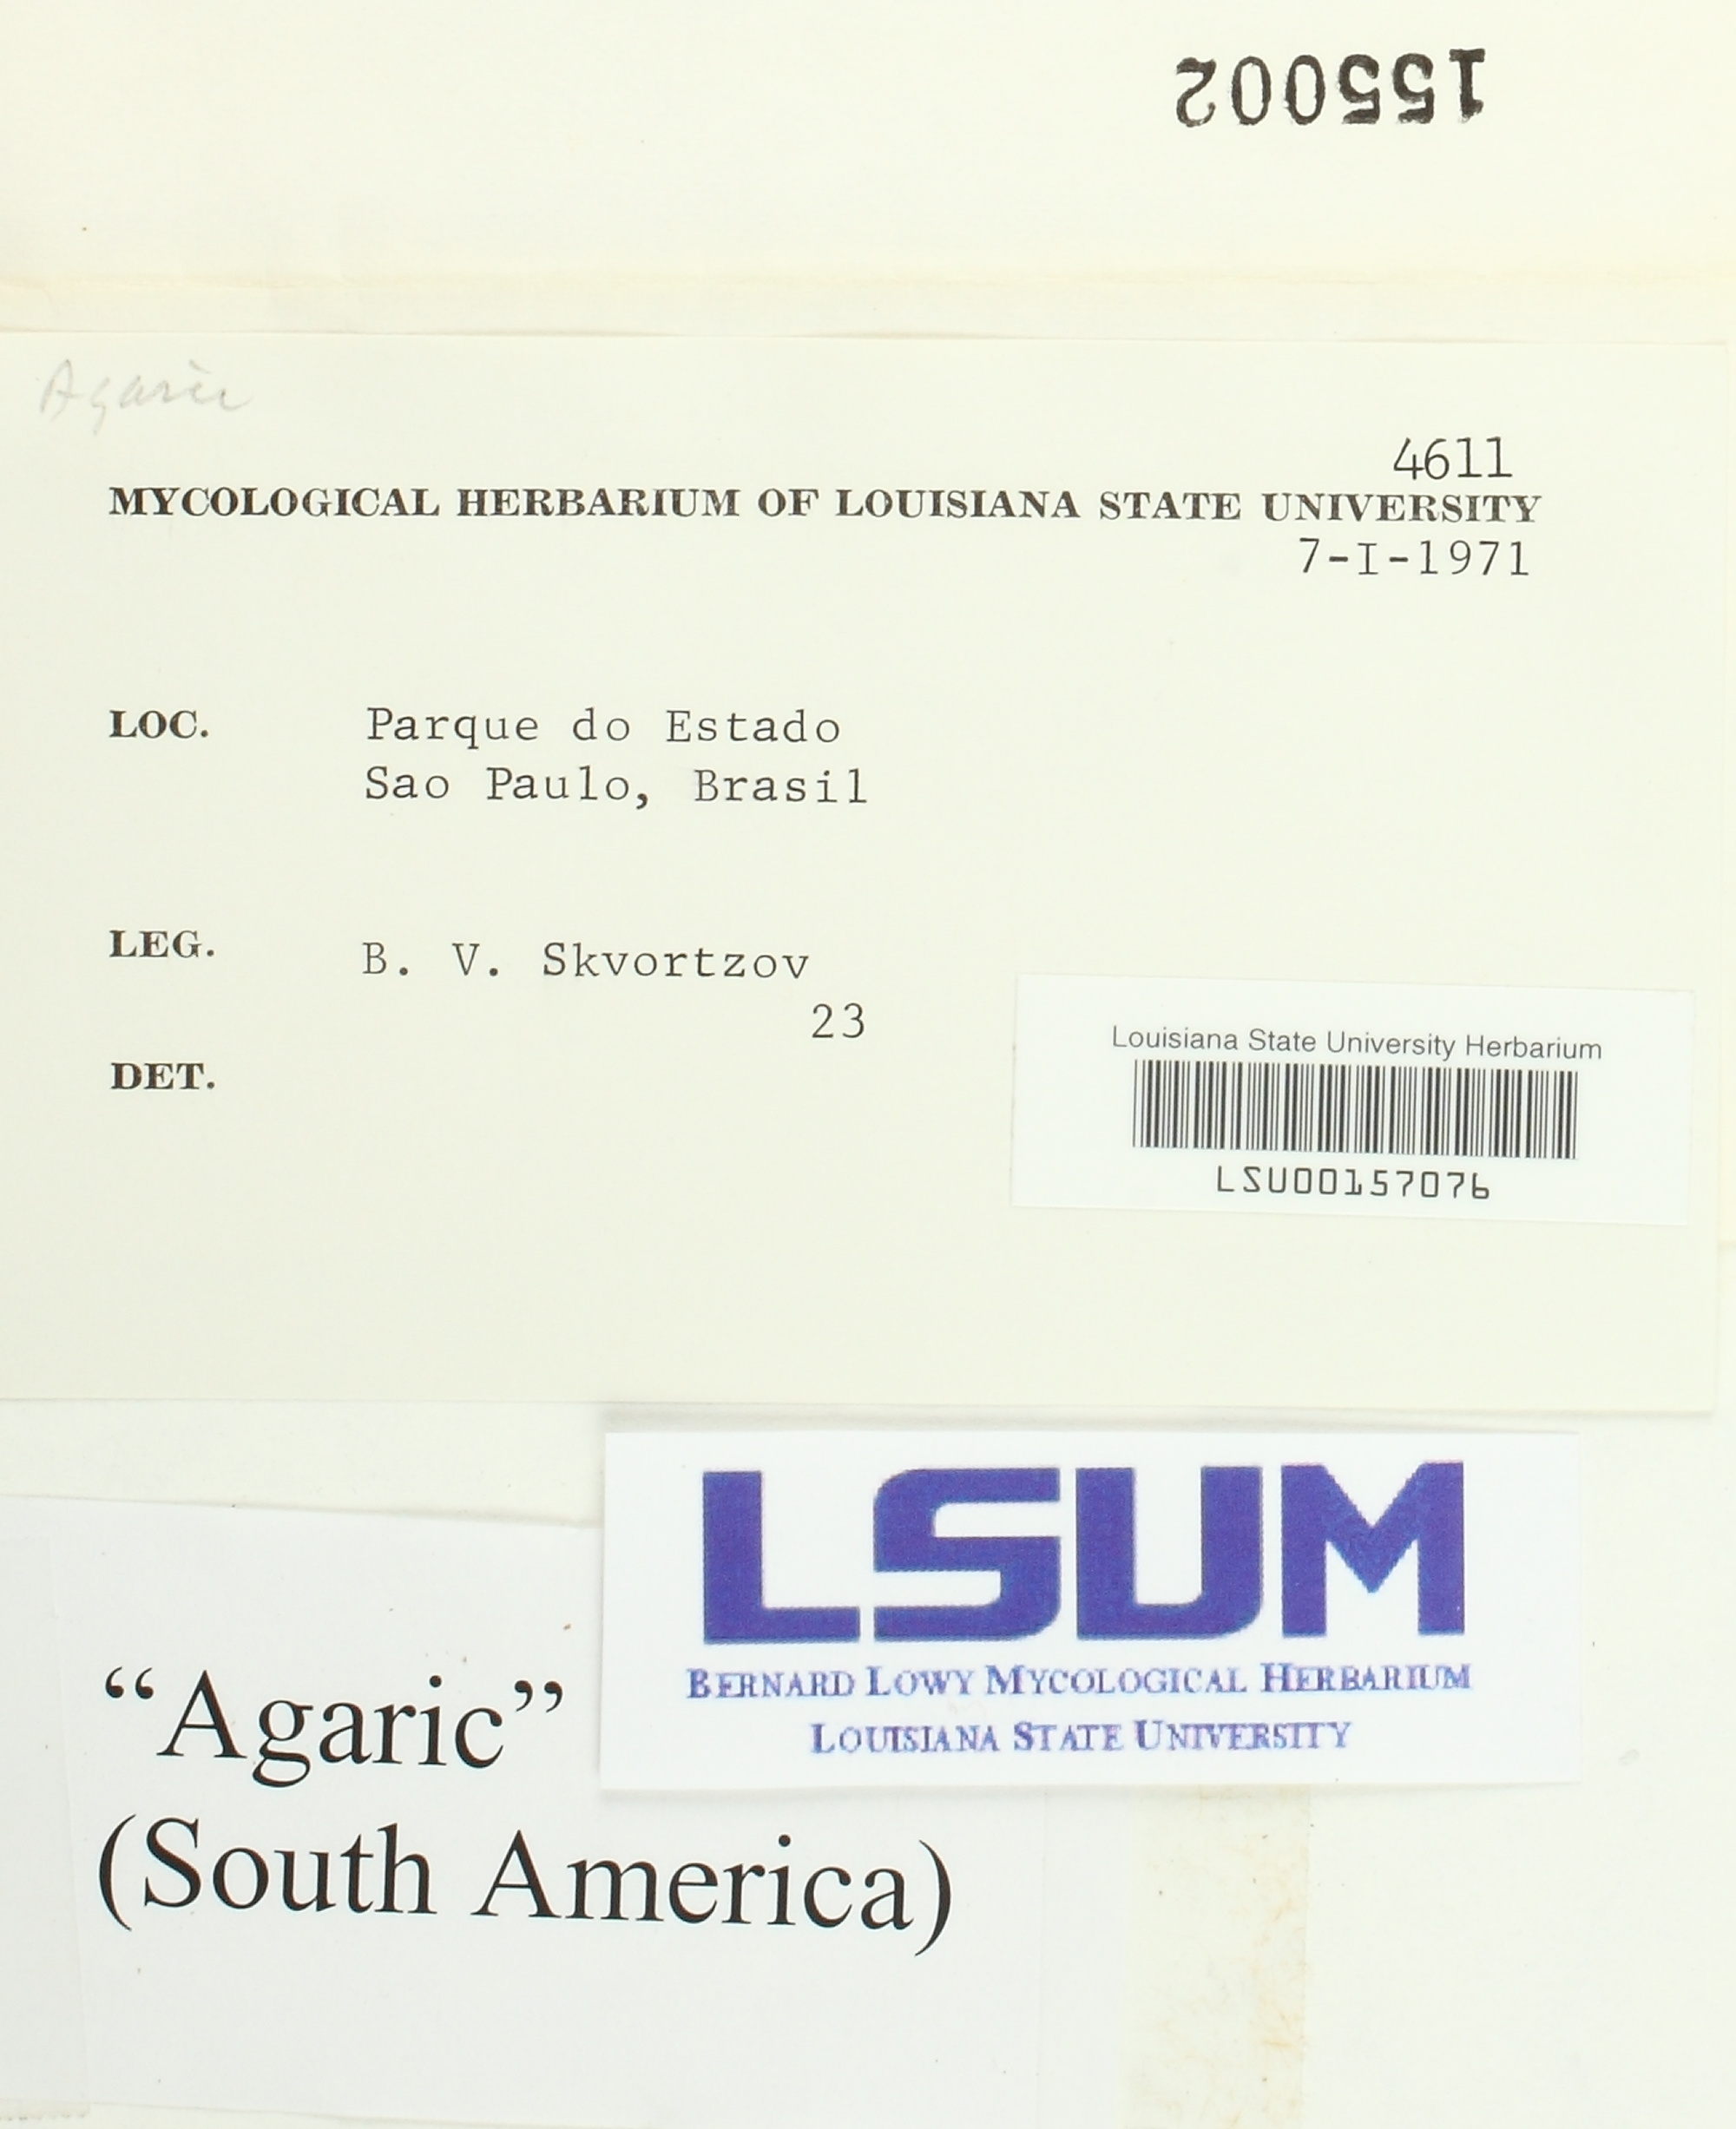 155002
Agaric
4611
MYCOLOGICAL HERBARIUM OF LOUISIANA STATE UNIVERSITY
7-I-1971
LOC. Parque do Estado
Sao Paulo, Brasil
LEG. B. V. Skvortzov
23
DET.
Louisiana State University Herbarium
LSU00157076
LSUM
BERNARD LOWY MYCOLOGICAL HERBARIUM
LOUISIANA STATE UNIVERSITY
“Agaric”
(South America)